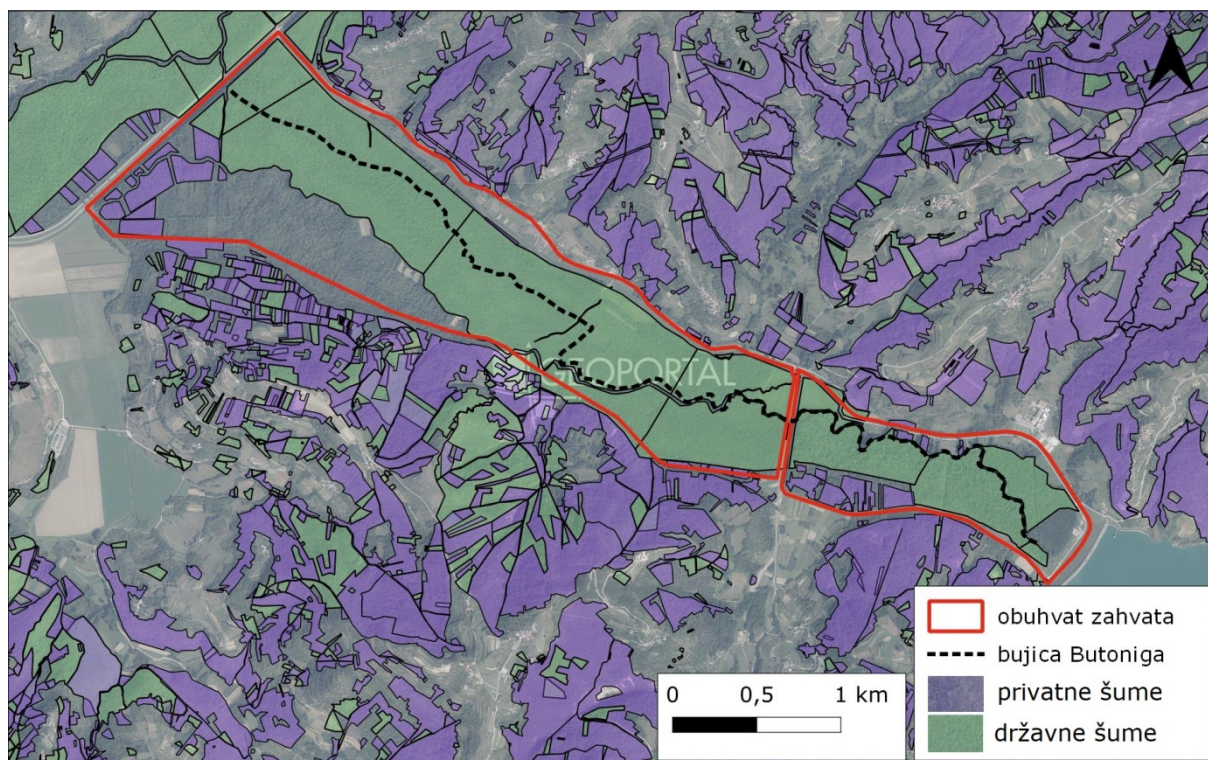 GEOPORTAL
obuhvat zahvata
bujica Butoniga
privatne šume
državne šume
0 0,5 1 km